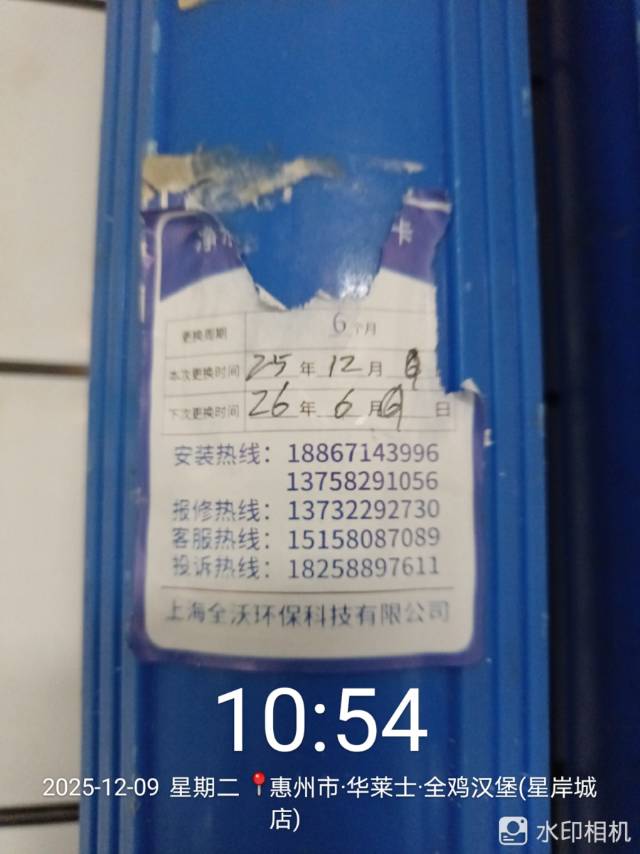 净
卡
更换周期 6个月
本次更换时间 25年 12月
下次更换时间 26年 6月 日
安装热线：18867143996
13758291056
报修热线：13732292730
客服热线：15158087089
投诉热线：18258897611
上海全沃环保科技有限公司
10:54
2025-12-09 星期二 📍惠州市·华莱士·全鸡汉堡(星岸城
店)
水印相机